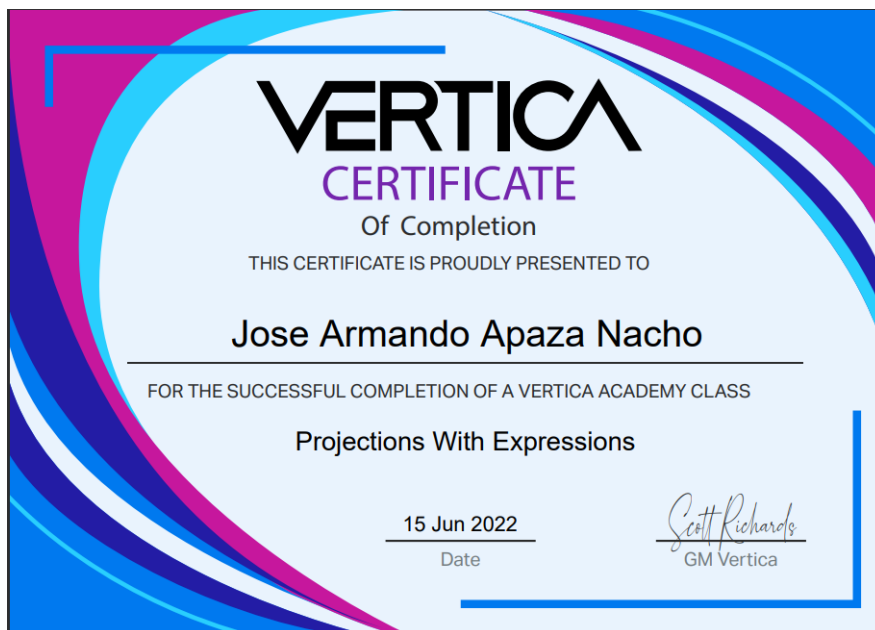 VERTICA
CERTIFICATE
Of Completion
THIS CERTIFICATE IS PROUDLY PRESENTED TO
Jose Armando Apaza Nacho
FOR THE SUCCESSFUL COMPLETION OF A VERTICA ACADEMY CLASS
Projections With Expressions
15 Jun 2022
Date
Scott Richards
GM Vertica